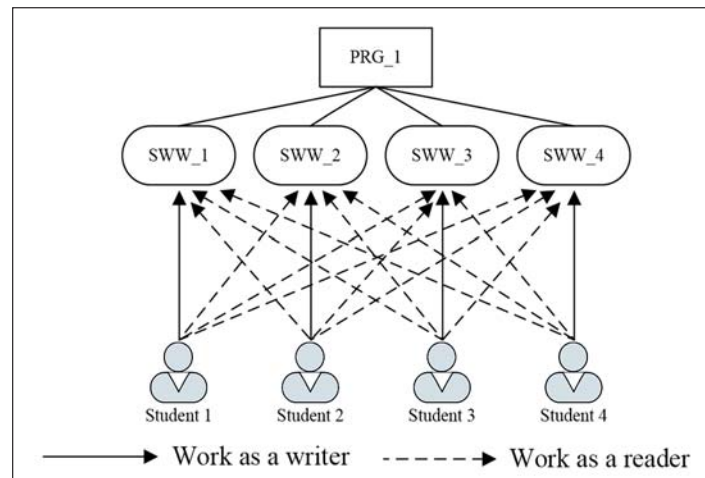 PRG_1
SWW_1 SWW_2 SWW_3 SWW_4
Student 1 Student 2 Student 3 Student 4
Work as a writer Work as a reader